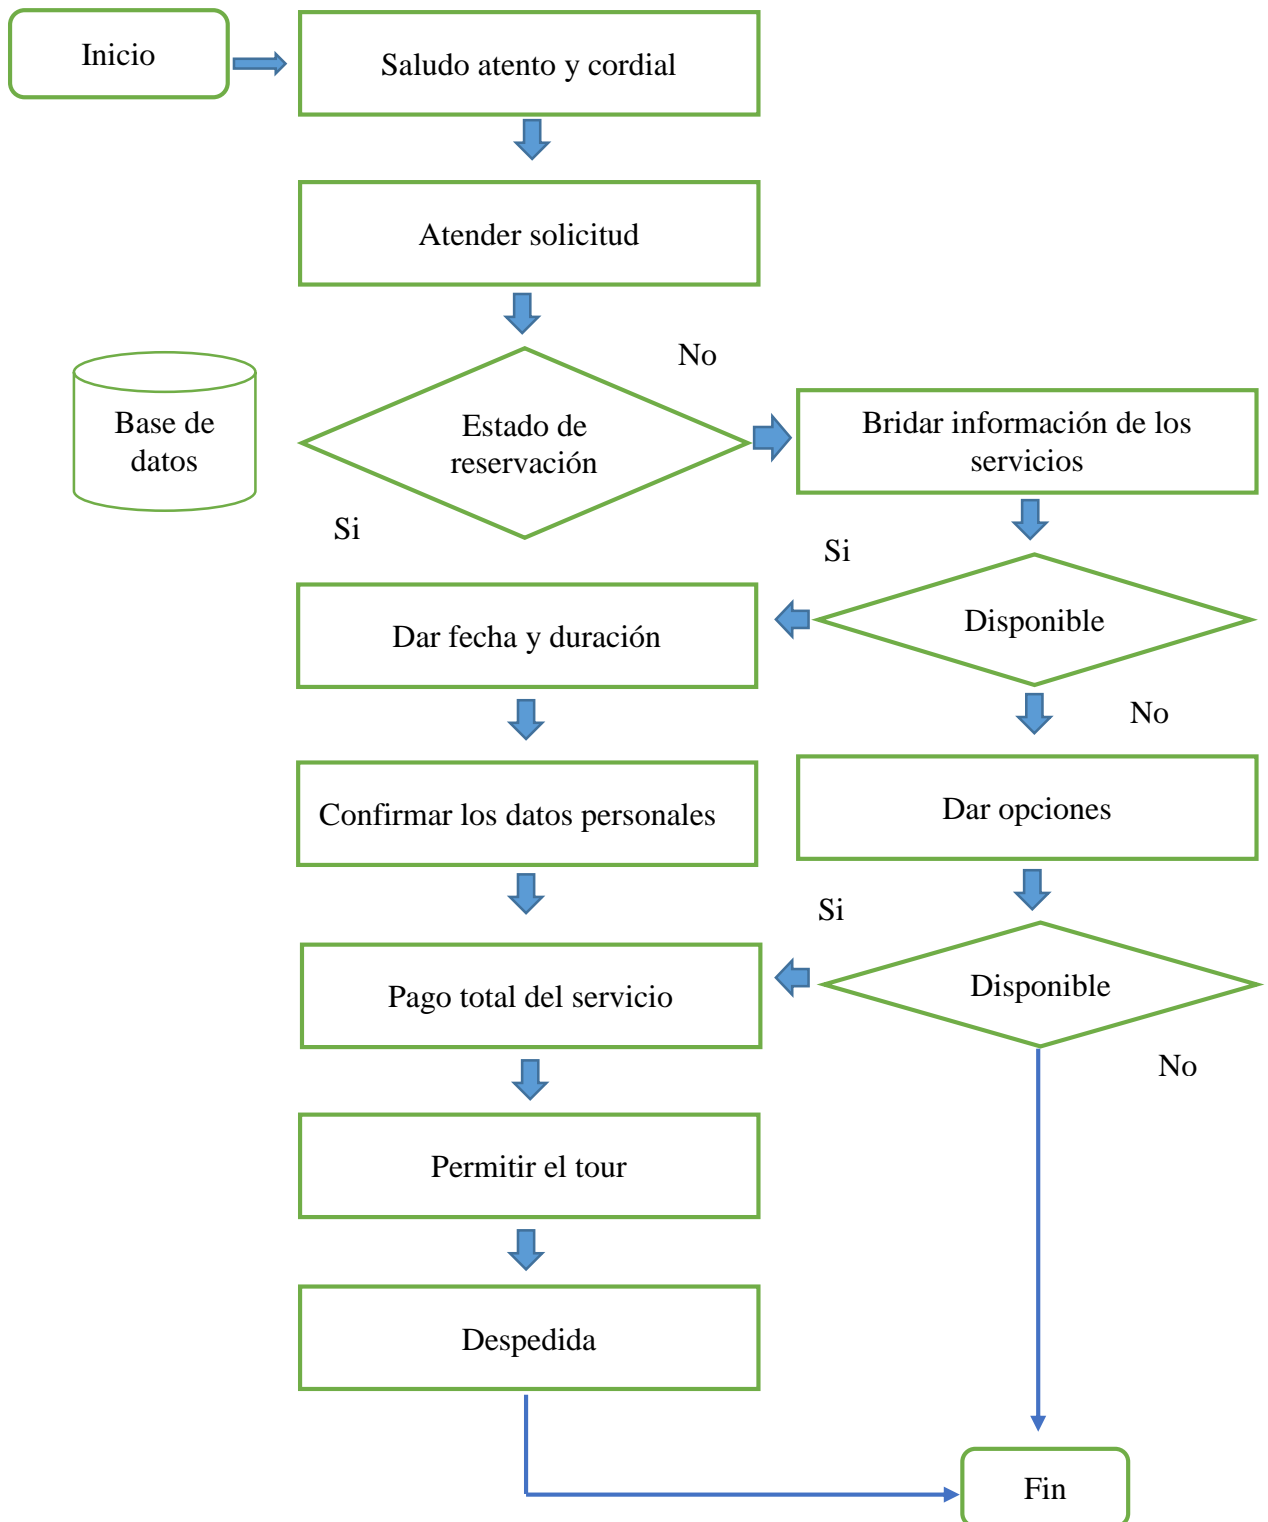 Inicio
Saludo atento y cordial
Atender solicitud
No
Base de
datos
Estado de
reservación
Bridar información de los
servicios
Si
Si
Dar fecha y duración
Disponible
No
Confirmar los datos personales
Dar opciones
Si
Pago total del servicio
Disponible
No
Permitir el tour
Despedida
Fin